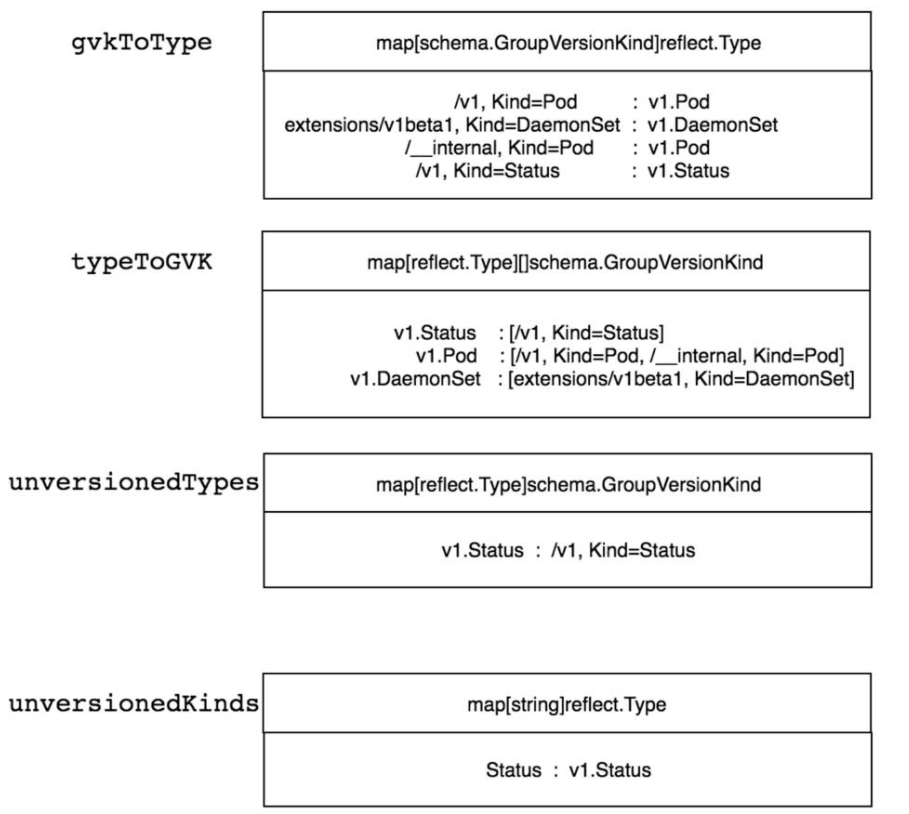 gvkToType
map[schema.GroupVersionKind]reflect.Type
/v1, Kind=Pod : v1.Pod
extensions/v1beta1, Kind=DaemonSet : v1.DaemonSet
/__internal, Kind=Pod : v1.Pod
/v1, Kind=Status : v1.Status
typeToGVK
map[reflect.Type][]schema.GroupVersionKind
v1.Status : [/v1, Kind=Status]
v1.Pod : [/v1, Kind=Pod, /__internal, Kind=Pod]
v1.DaemonSet : [extensions/v1beta1, Kind=DaemonSet]
unversionedTypes
map[reflect.Type]schema.GroupVersionKind
v1.Status : /v1, Kind=Status
unversionedKinds
map[string]reflect.Type
Status : v1.Status